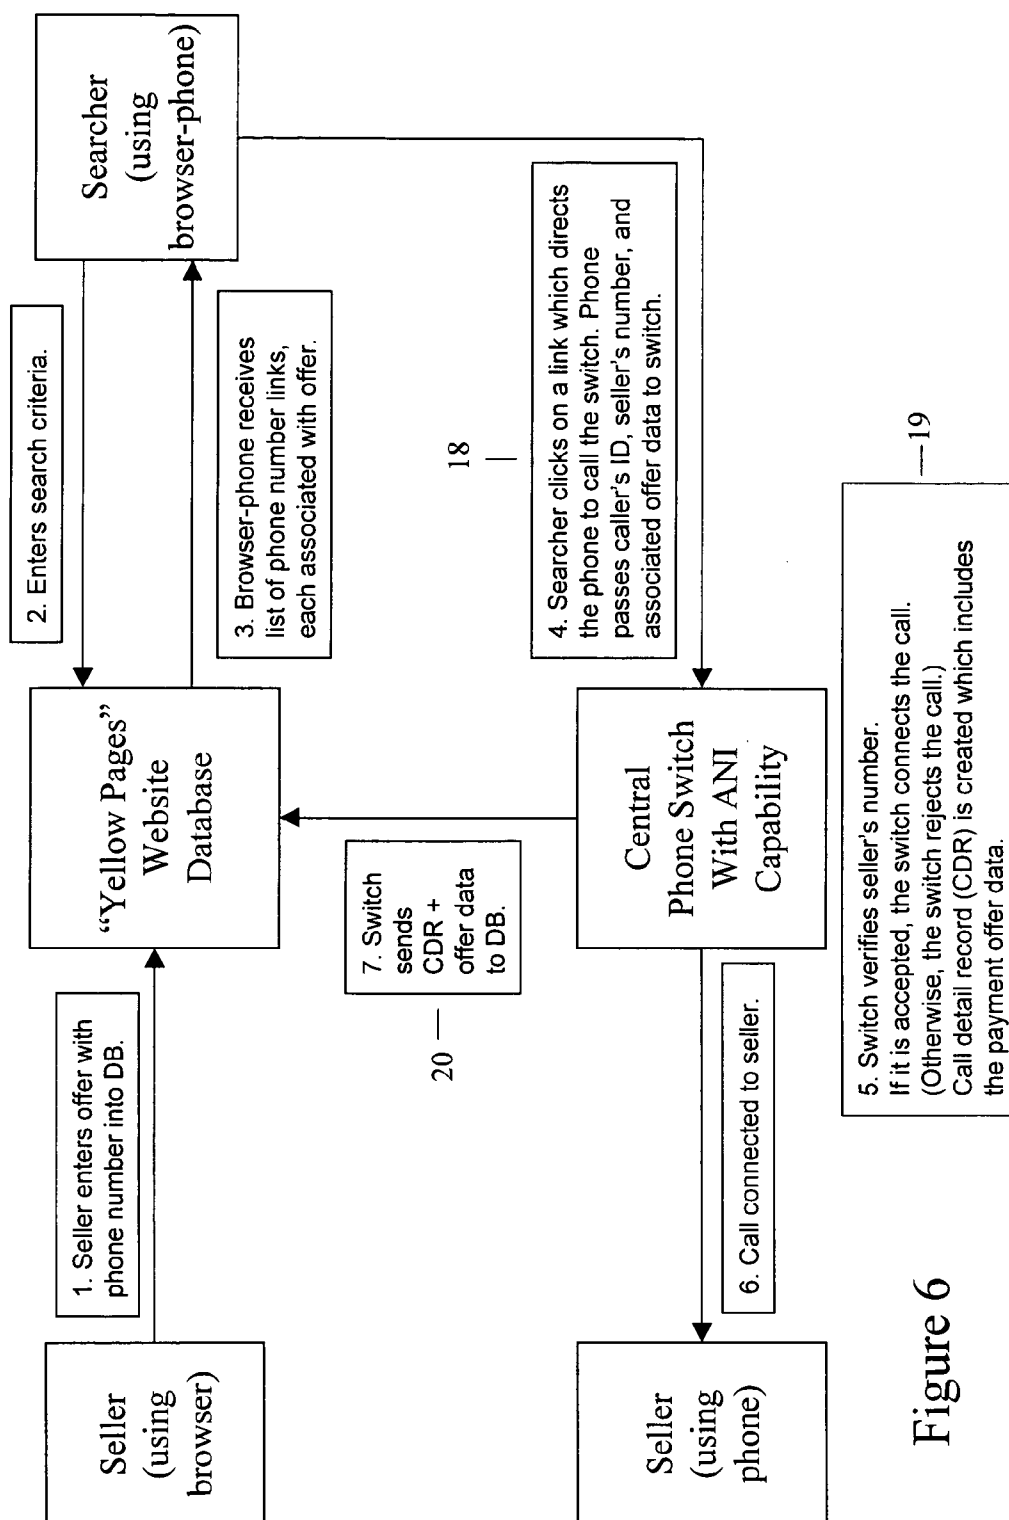 Seller
(using
browser)
1. Seller enters offer with
phone number into DB.
"Yellow Pages"
Website
Database
2. Enters search criteria.
Searcher
(using
browser-phone)
3. Browser-phone receives
list of phone number links,
each associated with offer.
18
4. Searcher clicks on a link which directs
the phone to call the switch. Phone
passes caller's ID, seller's number, and
associated offer data to switch.
7. Switch
sends
CDR +
offer data
to DB.
20
Central
Phone Switch
With ANI
Capability
Seller
(using
phone)
6. Call connected to seller.
5. Switch verifies seller's number.
If it is accepted, the switch connects the call.
(Otherwise, the switch rejects the call.)
Call detail record (CDR) is created which includes
the payment offer data.
19
Figure 6